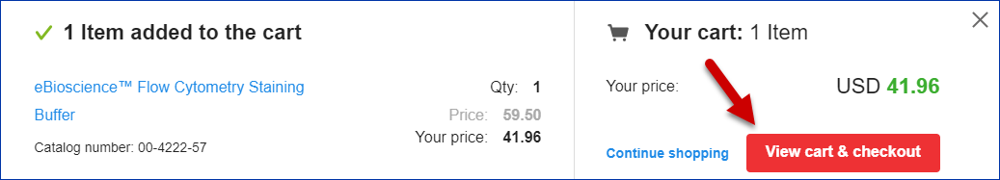 1 Item added to the cart
eBioscience™ Flow Cytometry Staining
Buffer
Catalog number: 00-4222-57
Qty: 1
Price: 59.50
Your price: 41.96
Your cart: 1 Item
Your price: USD 41.96
Continue shopping
View cart & checkout